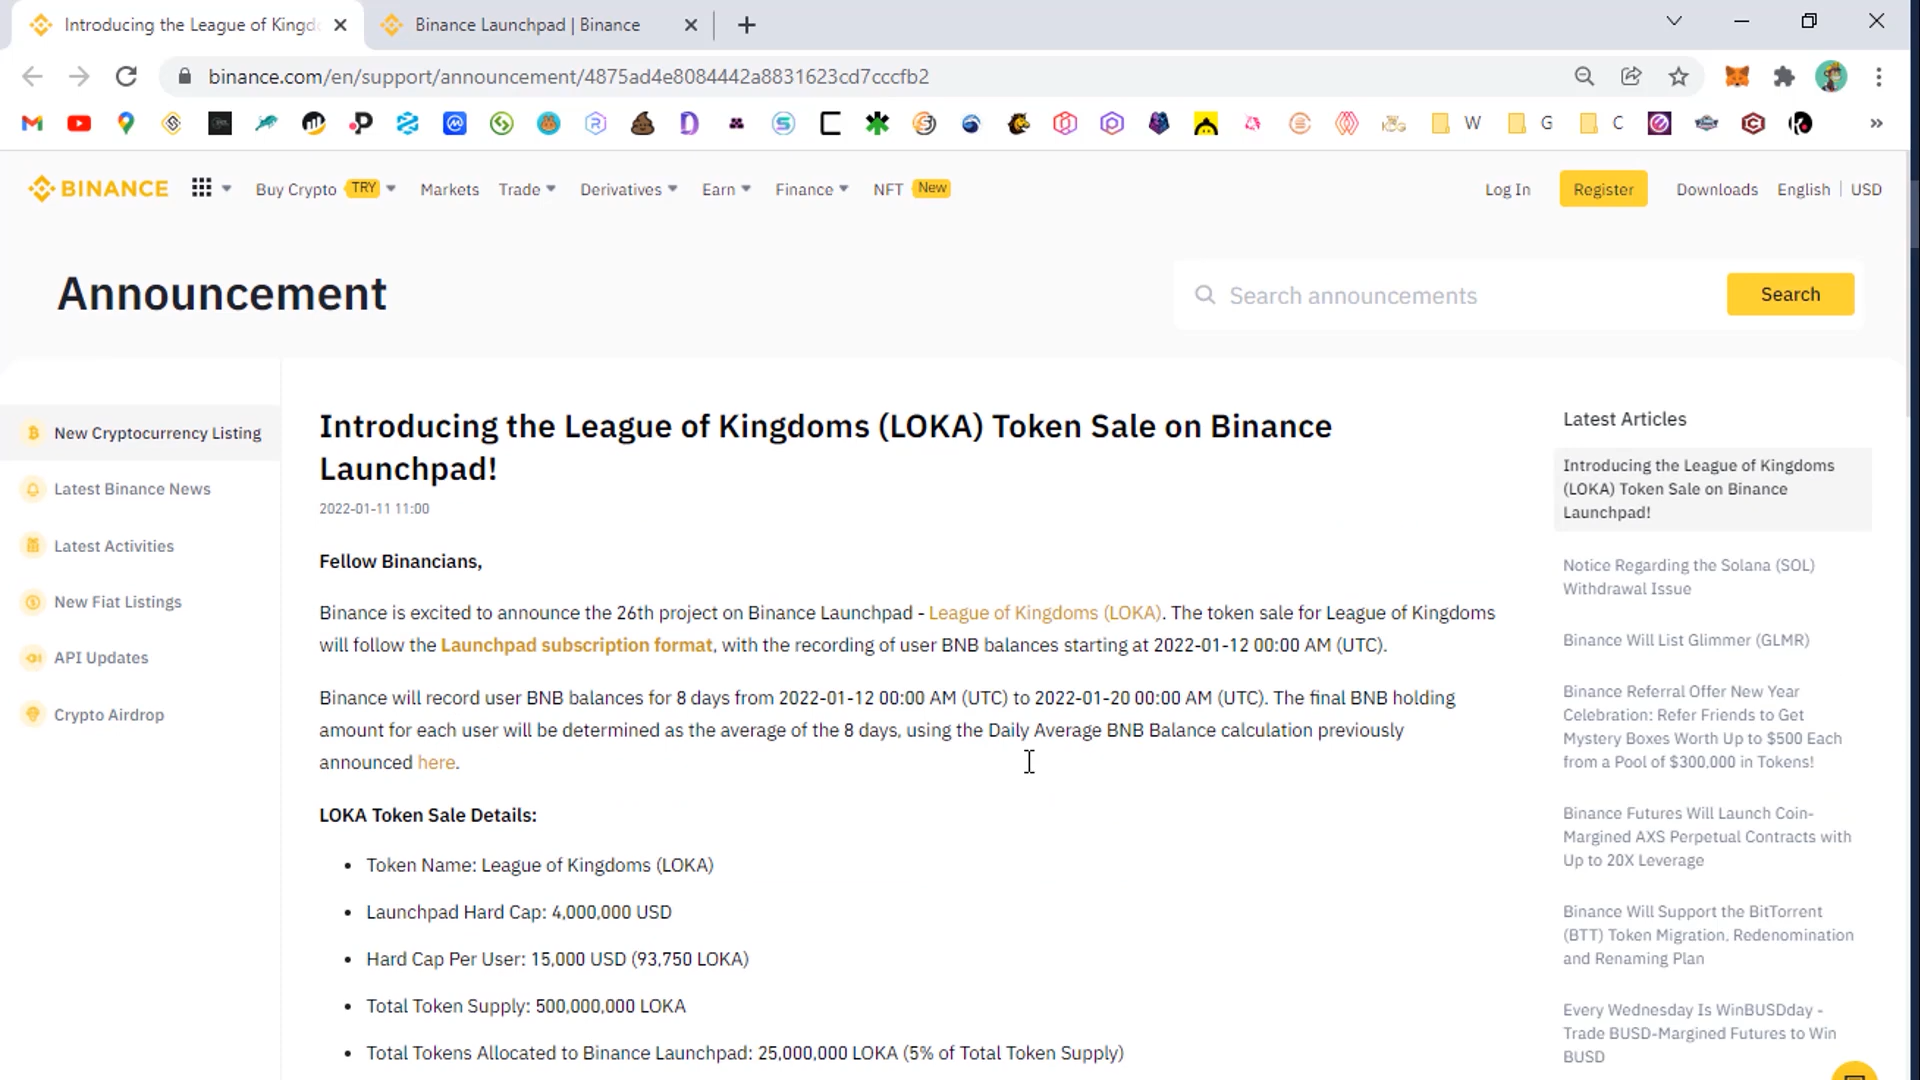 Introducing the League of Kingd
Binance Launchpad | Binance
binance.com/en/support/announcement/4875ad4e8084442a8831623cd7cccfb2
W
G
C
BINANCE
Buy Crypto TRY
Markets
Trade
Derivatives
Earn
Finance
NFT New
Log In
Register
Downloads
English | USD
Announcement
Search announcements
Search
New Cryptocurrency Listing
Latest Binance News
Latest Activities
New Fiat Listings
API Updates
Crypto Airdrop
Introducing the League of Kingdoms (LOKA) Token Sale on Binance
Launchpad!
2022-01-11 11:00
Fellow Binancians,
Binance is excited to announce the 26th project on Binance Launchpad - League of Kingdoms (LOKA). The token sale for League of Kingdoms
will follow the Launchpad subscription format, with the recording of user BNB balances starting at 2022-01-12 00:00 AM (UTC).
Binance will record user BNB balances for 8 days from 2022-01-12 00:00 AM (UTC) to 2022-01-20 00:00 AM (UTC). The final BNB holding
amount for each user will be determined as the average of the 8 days, using the Daily Average BNB Balance calculation previously
announced here.
LOKA Token Sale Details:
• Token Name: League of Kingdoms (LOKA)
• Launchpad Hard Cap: 4,000,000 USD
• Hard Cap Per User: 15,000 USD (93,750 LOKA)
• Total Token Supply: 500,000,000 LOKA
• Total Tokens Allocated to Binance Launchpad: 25,000,000 LOKA (5% of Total Token Supply)
Latest Articles
Introducing the League of Kingdoms
(LOKA) Token Sale on Binance
Launchpad!
Notice Regarding the Solana (SOL)
Withdrawal Issue
Binance Will List Glimmer (GLMR)
Binance Referral Offer New Year
Celebration: Refer Friends to Get
Mystery Boxes Worth Up to $500 Each
from a Pool of $300,000 in Tokens!
Binance Futures Will Launch Coin-
Margined AXS Perpetual Contracts with
Up to 20X Leverage
Binance Will Support the BitTorrent
(BTT) Token Migration, Redenomination
and Renaming Plan
Every Wednesday Is WinBUSDday -
Trade BUSD-Margined Futures to Win
BUSD